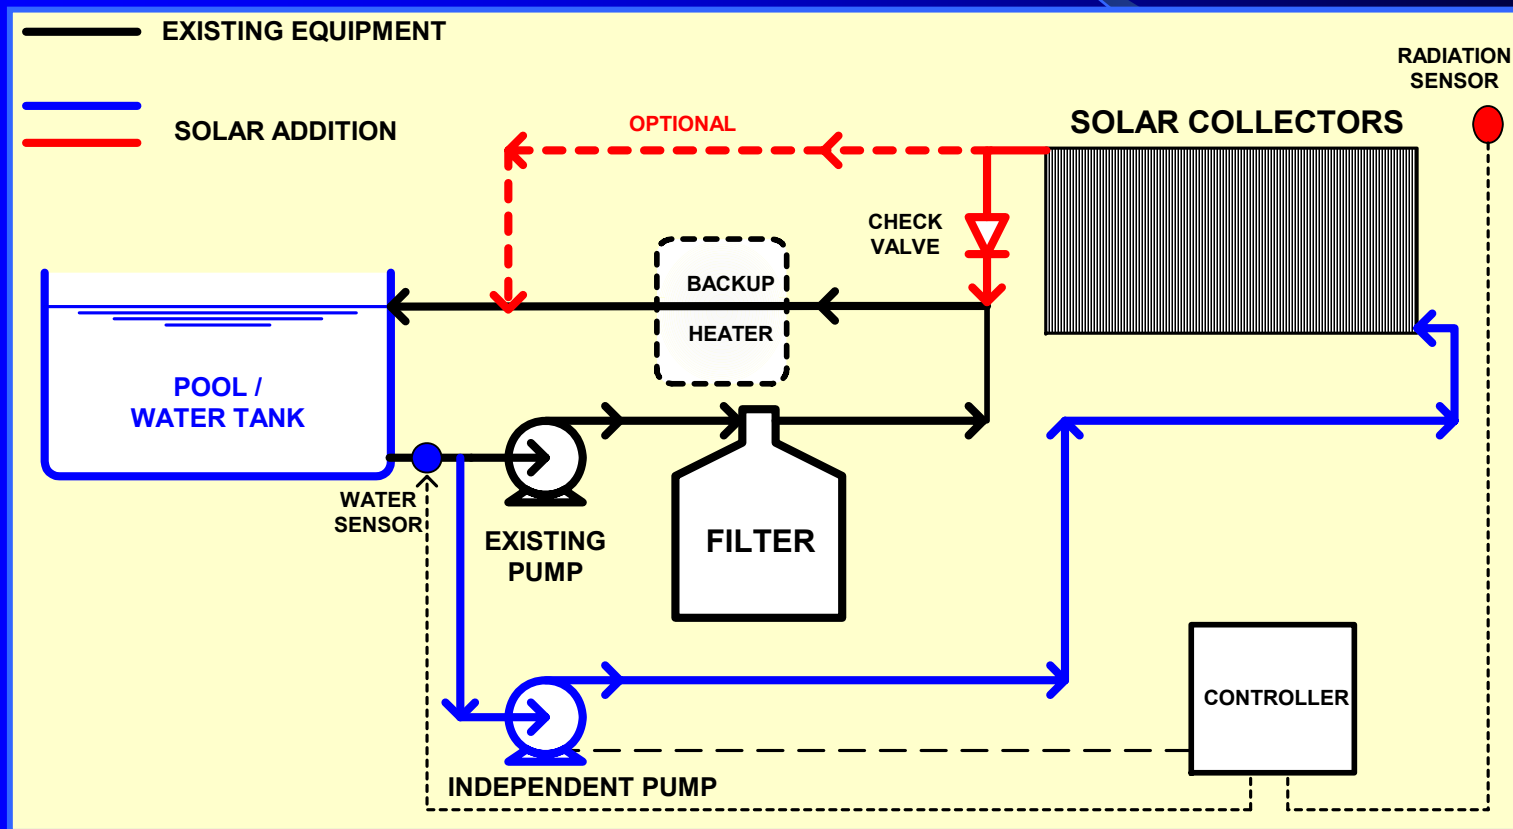 EXISTING EQUIPMENT
RADIATION
SENSOR
SOLAR ADDITION
OPTIONAL
SOLAR COLLECTORS
CHECK
VALVE
BACKUP
HEATER
POOL /
WATER TANK
WATER
SENSOR
EXISTING
PUMP
FILTER
CONTROLLER
INDEPENDENT PUMP